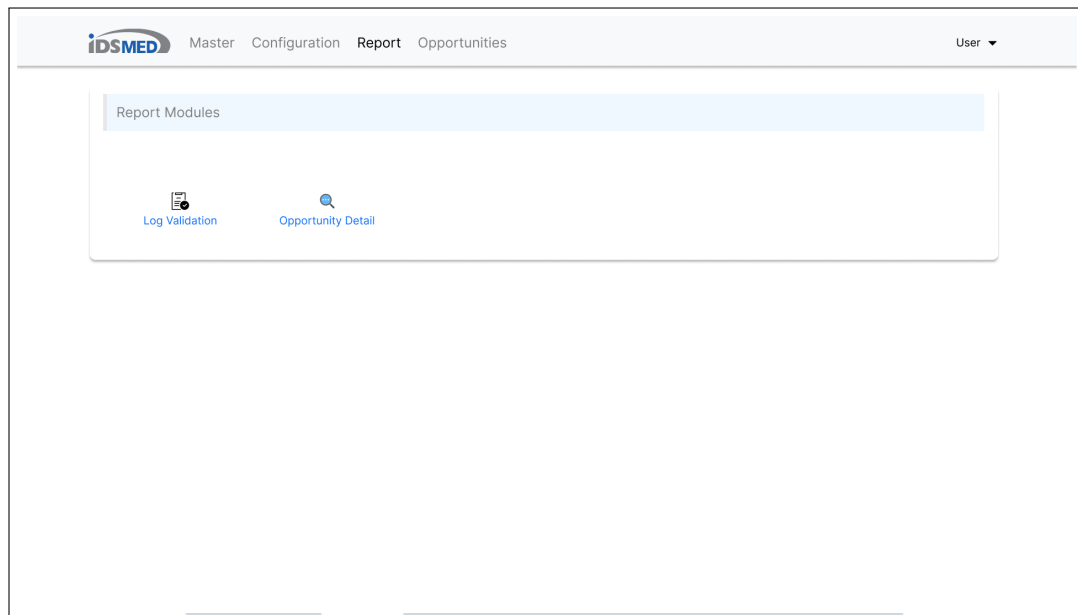 iDSMED Master Configuration Report Opportunities User
Report Modules
Log Validation Opportunity Detail